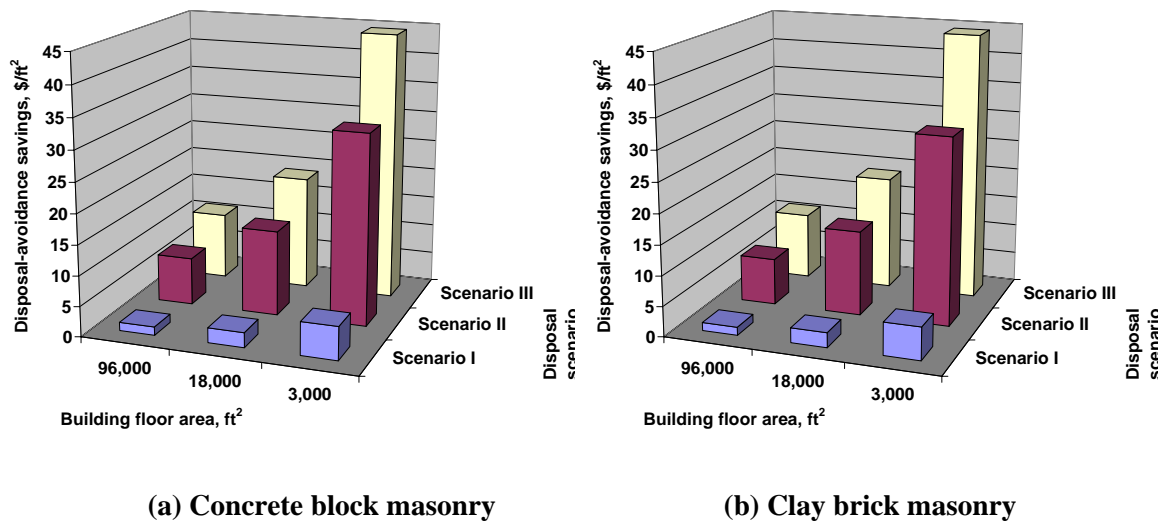 Disposal-avoidance savings, $/ft²
45
40
35
30
25
20
15
10
5
0
96,000
18,000
3,000
Building floor area, ft²
Scenario III
Scenario II
Scenario I
Disposal
scenario
(a) Concrete block masonry
Disposal-avoidance savings, $/ft²
45
40
35
30
25
20
15
10
5
0
96,000
18,000
3,000
Building floor area, ft²
Scenario III
Scenario II
Scenario I
Disposal
scenario
(b) Clay brick masonry